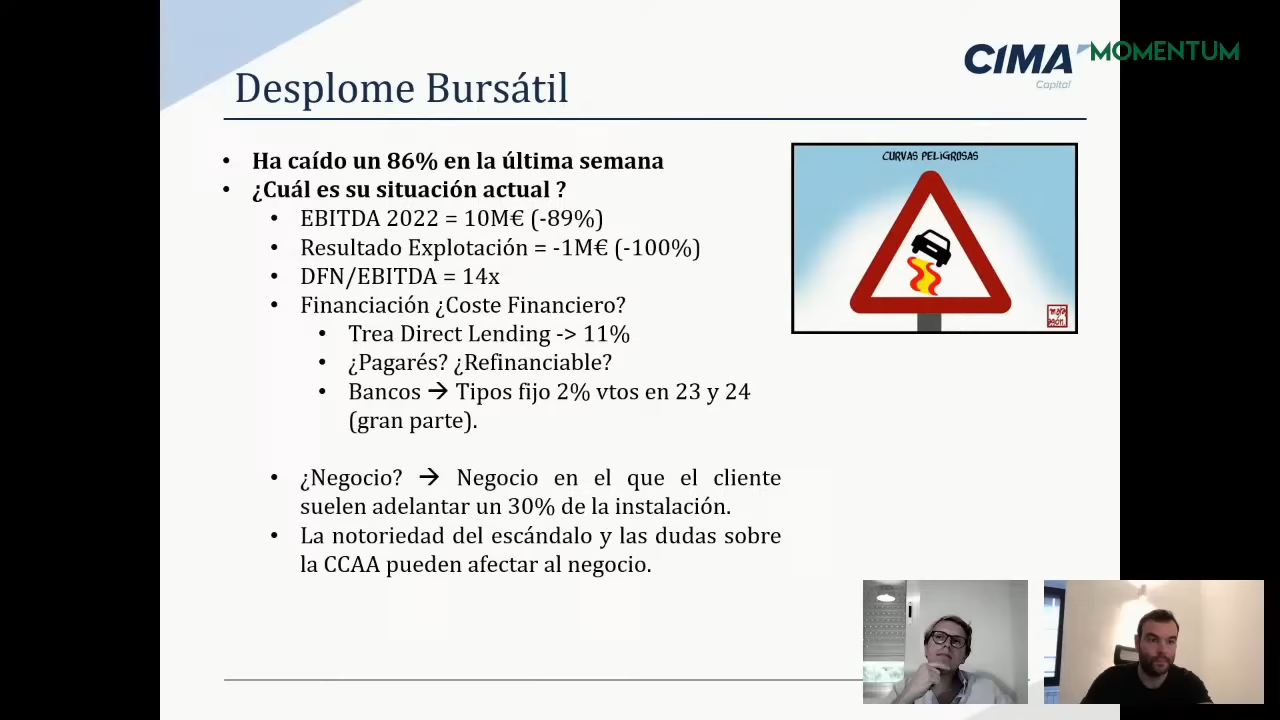 CIMA
Capital
MOMENTUM
Desplome Bursátil
• Ha caído un 86% en la última semana
• ¿Cuál es su situación actual ?
• EBITDA 2022 = 10M€ (-89%)
• Resultado Explotación = -1M€ (-100%)
• DFN/EBITDA = 14x
• Financiación ¿Coste Financiero?
• Trea Direct Lending -> 11%
• ¿Pagarés? ¿Refinanciable?
• Bancos → Tipos fijo 2% vtos en 23 y 24
(gran parte).
• ¿Negocio? → Negocio en el que el cliente
suelen adelantar un 30% de la instalación.
• La notoriedad del escándalo y las dudas sobre
la CCAA pueden afectar al negocio.
CURVAS PELIGROSAS